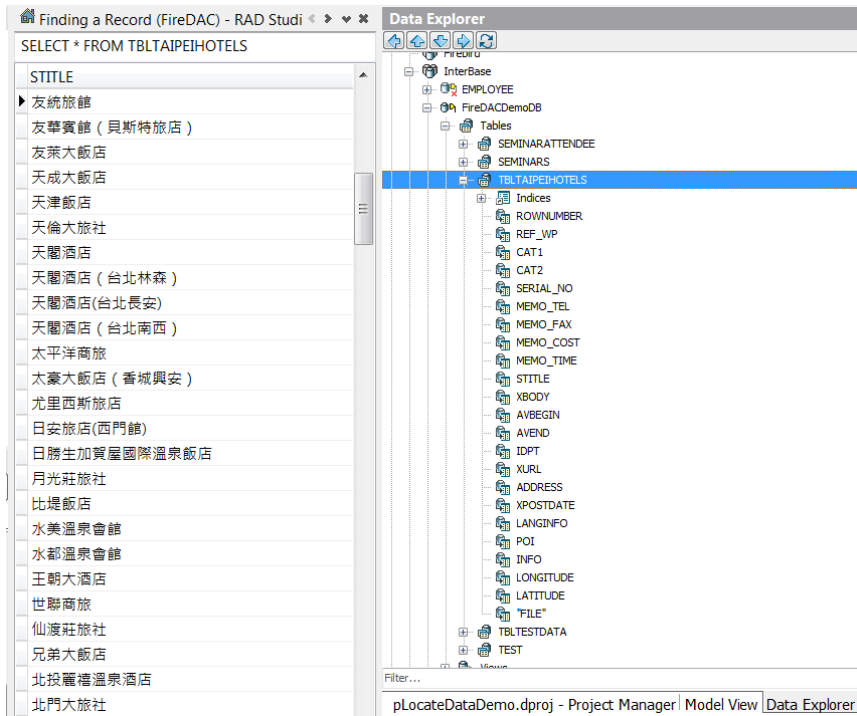 Finding a Record (FireDAC) - RAD Studi
SELECT * FROM TBLTAIPEIHOTELS
STITLE
友統旅館
友華賓館（貝斯特旅店）
友萊大飯店
天成大飯店
天津飯店
天倫大旅社
天閣酒店
天閣酒店（台北林森）
天閣酒店(台北長安)
天閣酒店（台北南西）
太平洋商旅
太豪大飯店（香城興安）
尤里西斯旅店
日安旅店(西門館)
日勝生加賀屋國際溫泉飯店
月光莊旅社
比堤飯店
水美溫泉會館
水都溫泉會館
王朝大酒店
世聯商旅
仙渡莊旅社
兄弟大飯店
北投麗禧溫泉酒店
北門大旅社
Data Explorer
Firebird
InterBase
EMPLOYEE
FireDACDemoDB
Tables
SEMINARATTENDEE
SEMINARS
TBLTAIPEIHOTELS
Indices
ROWNUMBER
REF_WP
CAT1
CAT2
SERIAL_NO
MEMO_TEL
MEMO_FAX
MEMO_COST
MEMO_TIME
STITLE
XBODY
AVBEGIN
AVEND
IDPT
XURL
ADDRESS
XPOSTDATE
LANGINFO
POI
INFO
LONGITUDE
LATITUDE
"FILE"
TBLTESTDATA
TEST
Views
Filter...
pLocateDataDemo.dproj - Project Manager Model View Data Explorer